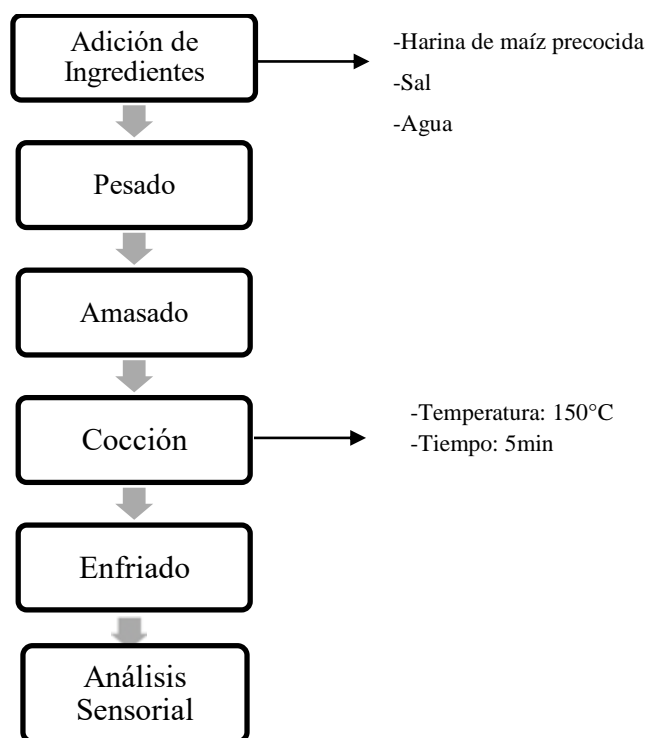 Adición de
Ingredientes
-Harina de maíz precocida
-Sal
-Agua
Pesado
Amasado
Cocción
-Temperatura: 150°C
-Tiempo: 5min
Enfriado
Análisis
Sensorial